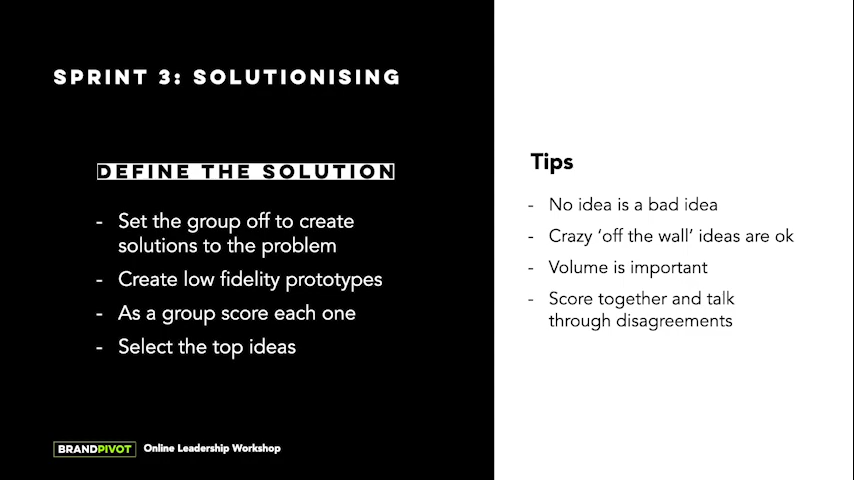 SPRINT 3: SOLUTIONISING
DEFINE THE SOLUTION
- Set the group off to create
solutions to the problem
- Create low fidelity prototypes
- As a group score each one
- Select the top ideas
Tips
- No idea is a bad idea
- Crazy ‘off the wall’ ideas are ok
- Volume is important
- Score together and talk
through disagreements
BRANDPIVOT Online Leadership Workshop